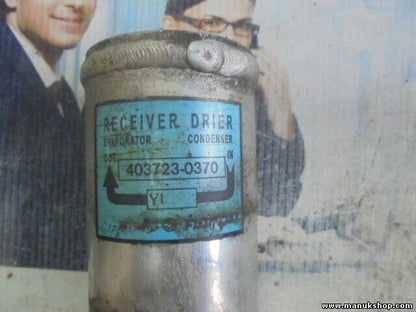 RECEIVER DRIER
EVAPORATOR CONDENSER
OUT IN
403723-0370
Y1
www.manukshop.com